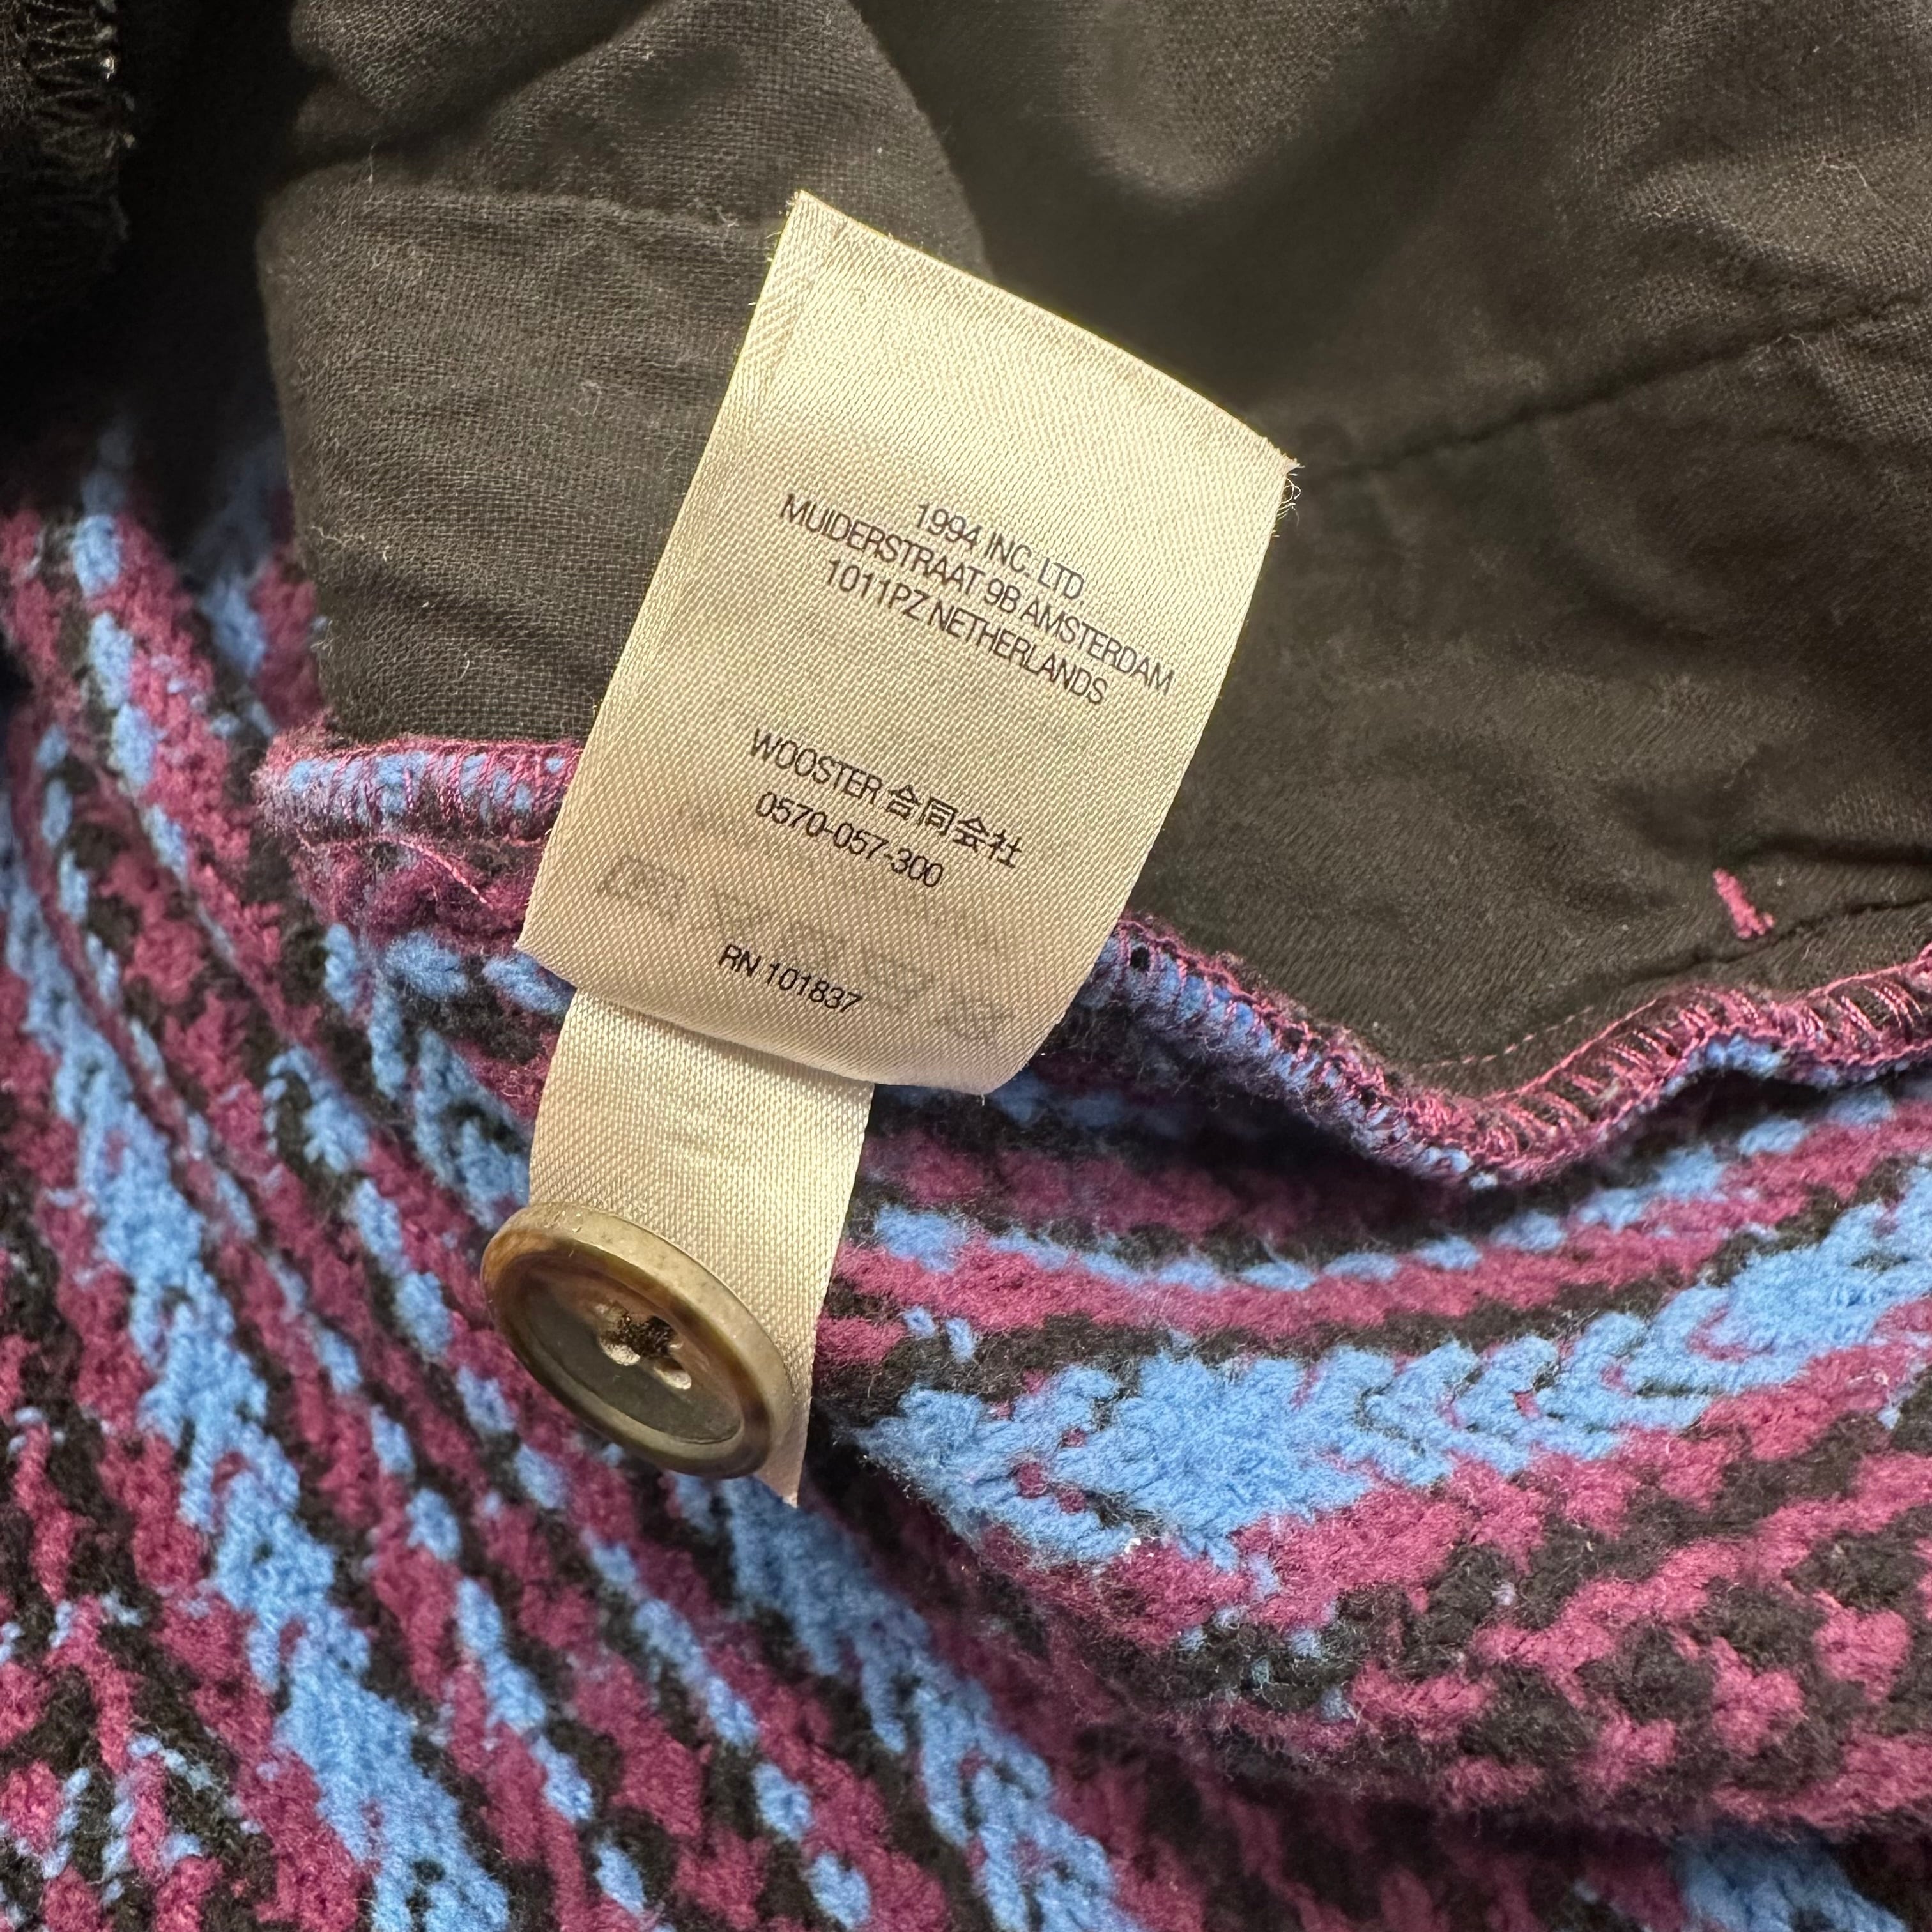 1994 INC. LTD.
MUIDERSTRAAT 9B AMSTERDAM
1011PZ NETHERLANDS
WOOSTER 合同会社
0570-057-300
RN 101837